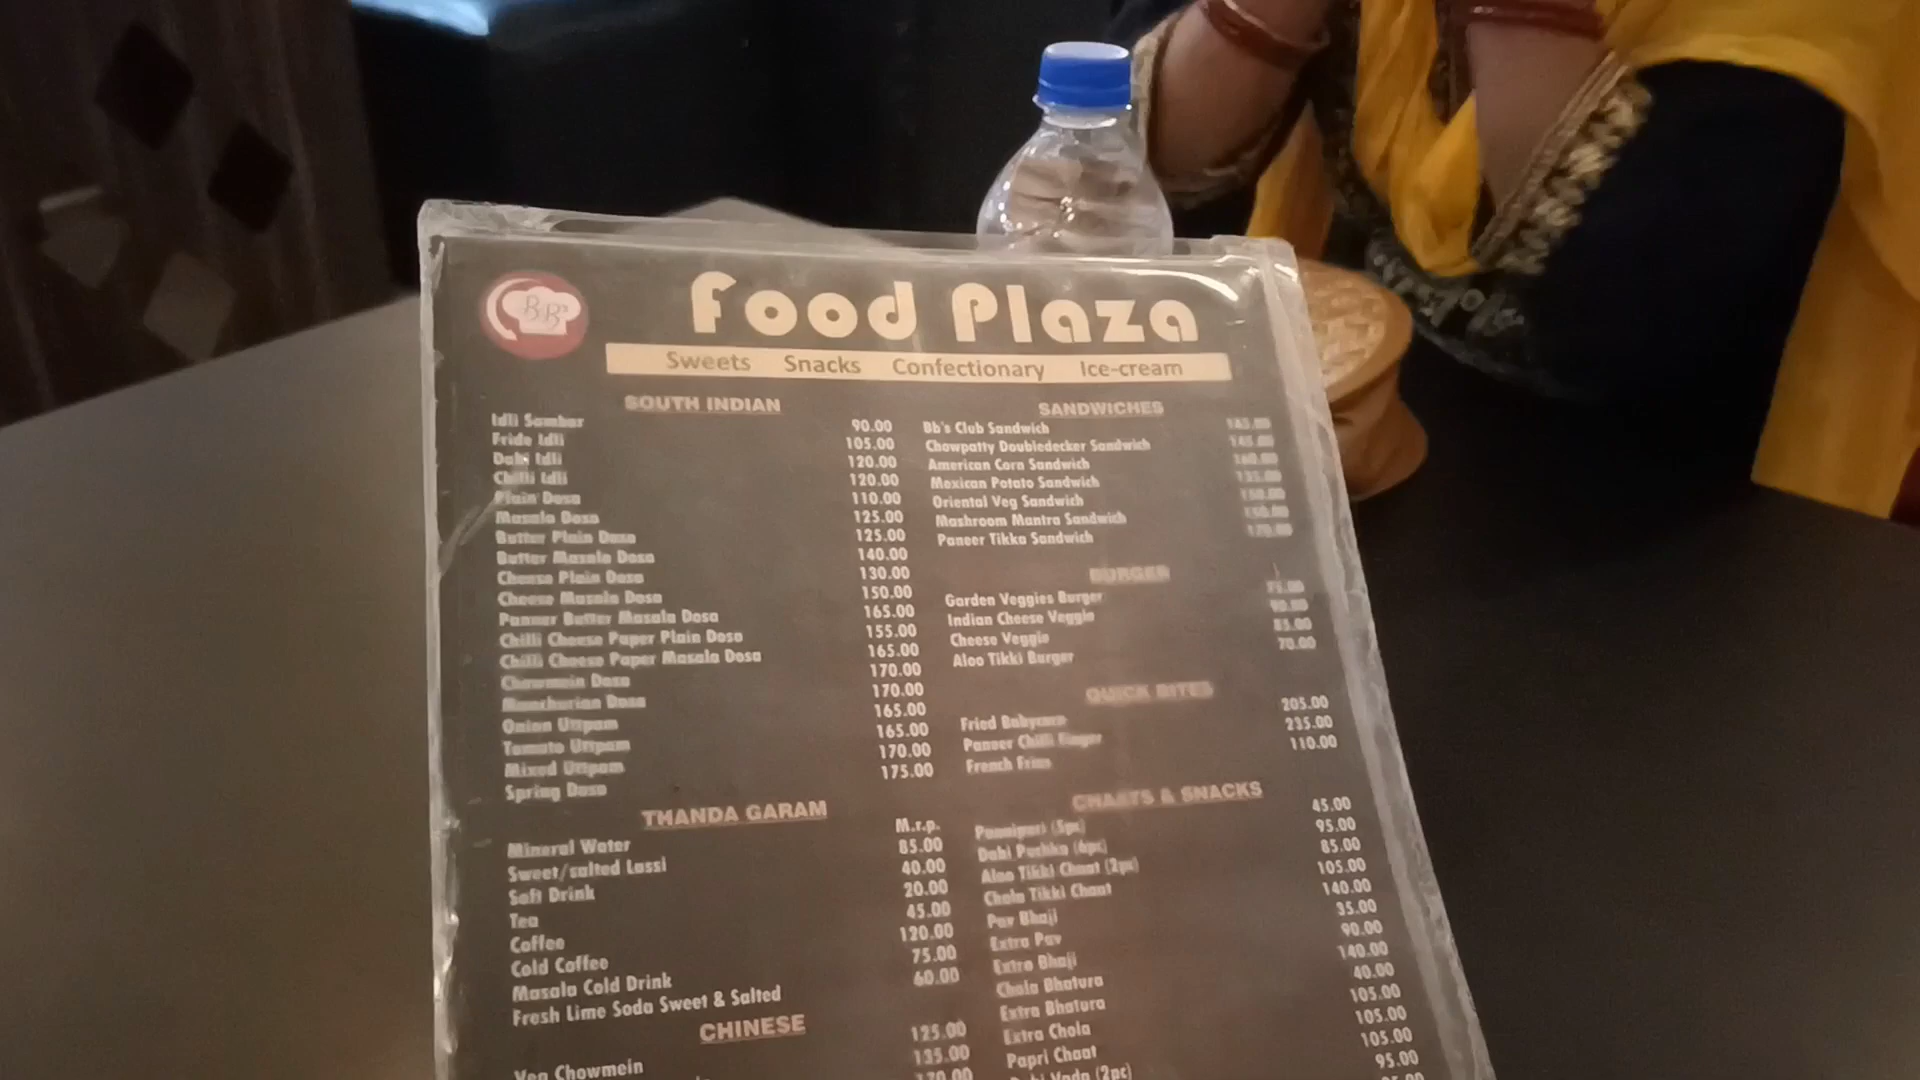 B B's
Food Plaza
Sweets Snacks Confectionary Ice-cream
SOUTH INDIAN
Idli Sambar 90.00
Fride Idli 105.00
Dahi Idli 120.00
Chilli Idli 120.00
Plain Dosa 110.00
Masala Dosa 125.00
Butter Plain Dosa 125.00
Butter Masala Dosa 140.00
Cheese Plain Dosa 130.00
Cheese Masala Dosa 150.00
Panner Butter Masala Dosa 165.00
Chilli Cheese Paper Plain Dosa 155.00
Chilli Cheese Paper Masala Dosa 165.00
Chowmein Dosa 170.00
Manchurian Dosa 170.00
Onion Uttpam 165.00
Tomato Uttpam 165.00
Mixed Uttpam 170.00
Spring Dosa 175.00
THANDA GARAM
Mineral Water M.r.p.
Sweet/salted Lassi 85.00
Soft Drink 40.00
Tea 20.00
Coffee 45.00
Cold Coffee 120.00
Masala Cold Drink 75.00
Fresh Lime Soda Sweet & Salted 60.00
CHINESE
Veg Chowmein 125.00
135.00
SANDWICHES
Bb's Club Sandwich
Chowpatty Doubledecker Sandwich
American Corn Sandwich
Mexican Potato Sandwich
Oriental Veg Sandwich
Mashroom Mantra Sandwich
Paneer Tikka Sandwich
BURGER
Garden Veggies Burger
Indian Cheese Veggie
Cheese Veggie 85.00
Aloo Tikki Burger 70.00
QUICK BITES
Fried Babycorn 205.00
Paneer Chilli Finger 235.00
French Fries 110.00
CHAATS & SNACKS
(5pc) 45.00
Dahi Puchka (6pc) 95.00
Aloo Tikki Chaat (2pc) 85.00
Chola Tikki Chaat 105.00
Pav Bhaji 140.00
Extra Pav 35.00
Extra Bhaji 90.00
Chola Bhatura 140.00
Extra Bhatura 40.00
Extra Chola 105.00
Papri Chaat 105.00
Dahi Vada (2pc) 105.00
95.00